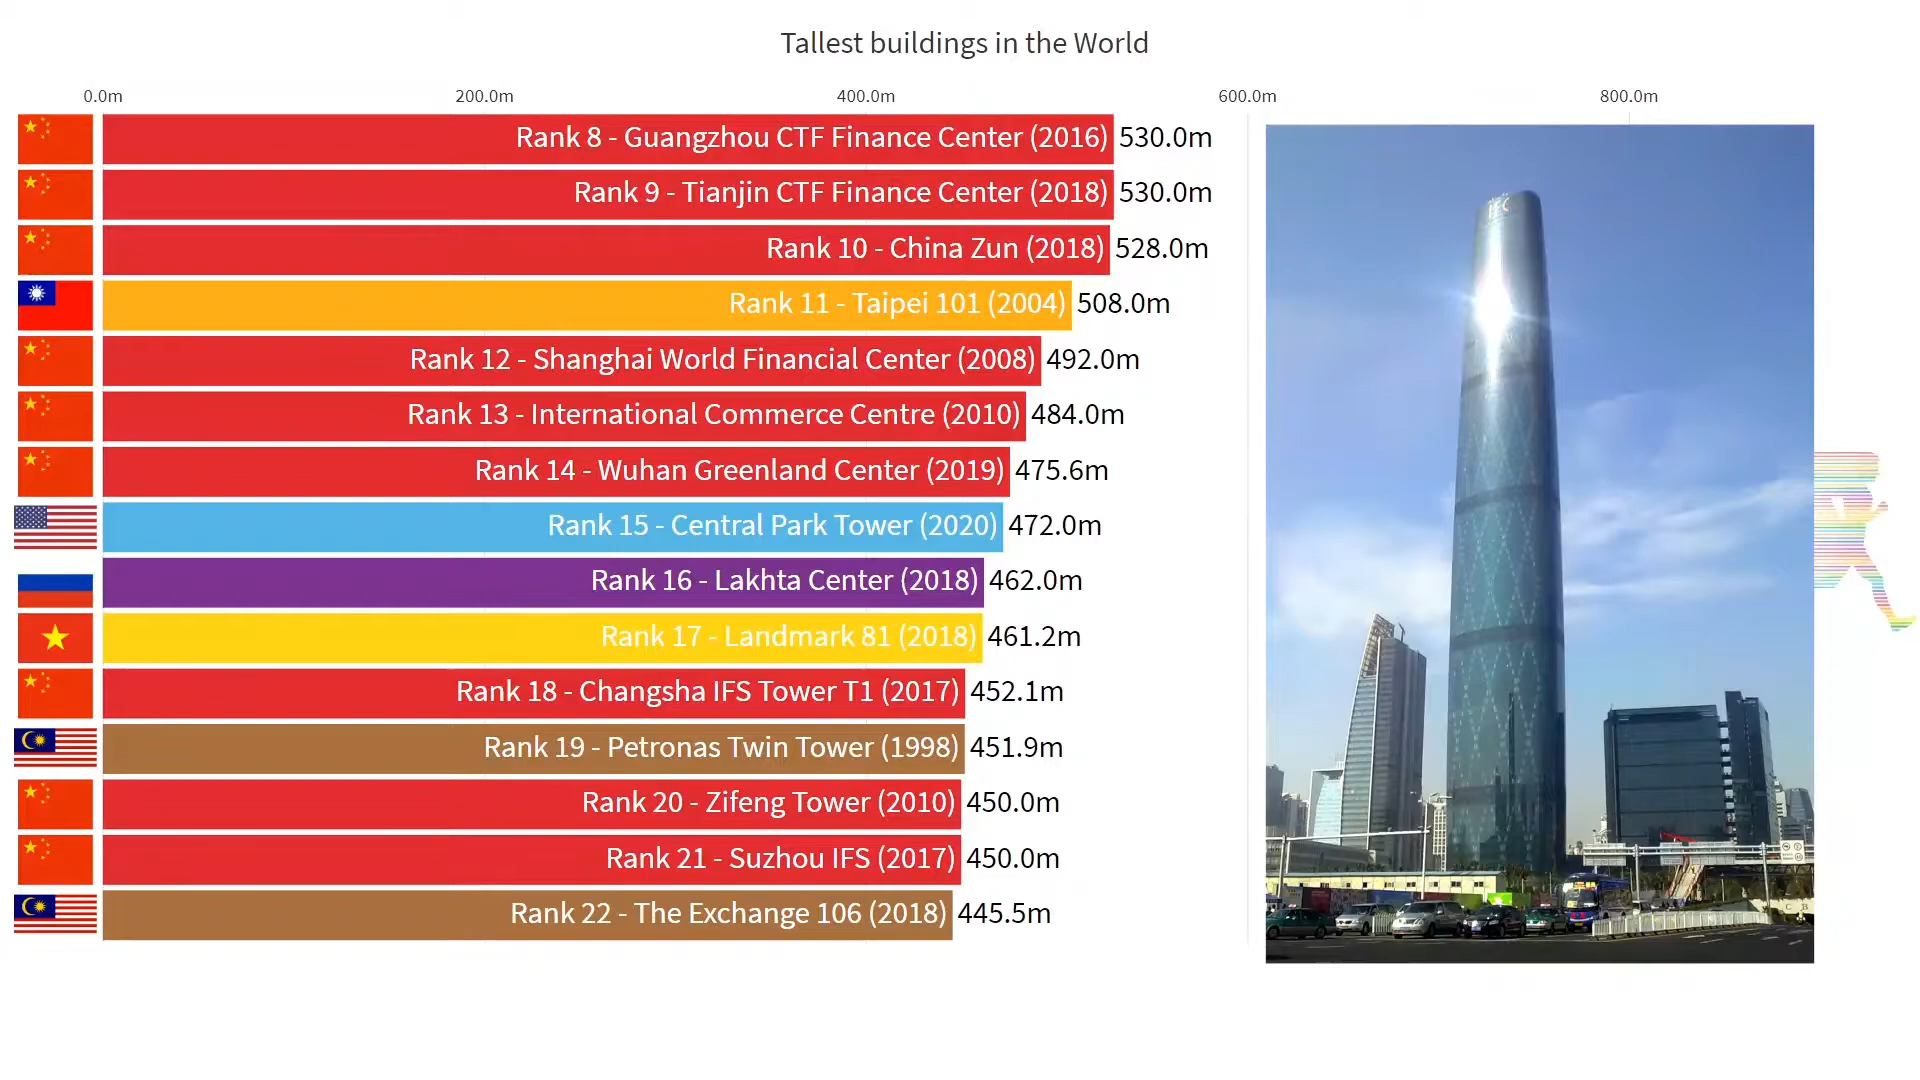 Tallest buildings in the World
0.0m 200.0m 400.0m 600.0m 800.0m
Rank 8 - Guangzhou CTF Finance Center (2016) 530.0m
Rank 9 - Tianjin CTF Finance Center (2018) 530.0m
Rank 10 - China Zun (2018) 528.0m
Rank 11 - Taipei 101 (2004) 508.0m
Rank 12 - Shanghai World Financial Center (2008) 492.0m
Rank 13 - International Commerce Centre (2010) 484.0m
Rank 14 - Wuhan Greenland Center (2019) 475.6m
Rank 15 - Central Park Tower (2020) 472.0m
Rank 16 - Lakhta Center (2018) 462.0m
Rank 17 - Landmark 81 (2018) 461.2m
Rank 18 - Changsha IFS Tower T1 (2017) 452.1m
Rank 19 - Petronas Twin Tower (1998) 451.9m
Rank 20 - Zifeng Tower (2010) 450.0m
Rank 21 - Suzhou IFS (2017) 450.0m
Rank 22 - The Exchange 106 (2018) 445.5m